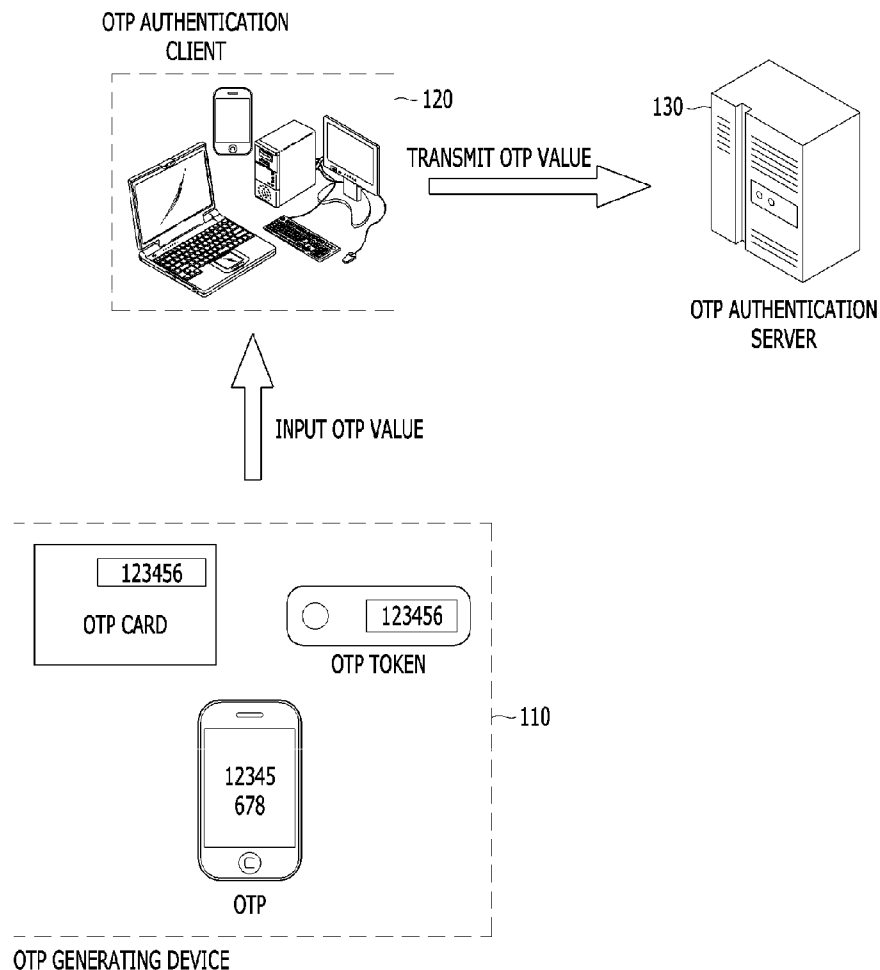 OTP AUTHENTICATION
CLIENT
120
130
TRANSMIT OTP VALUE
OTP AUTHENTICATION
SERVER
INPUT OTP VALUE
123456
OTP CARD
123456
OTP TOKEN
110
12345
678
OTP
OTP GENERATING DEVICE